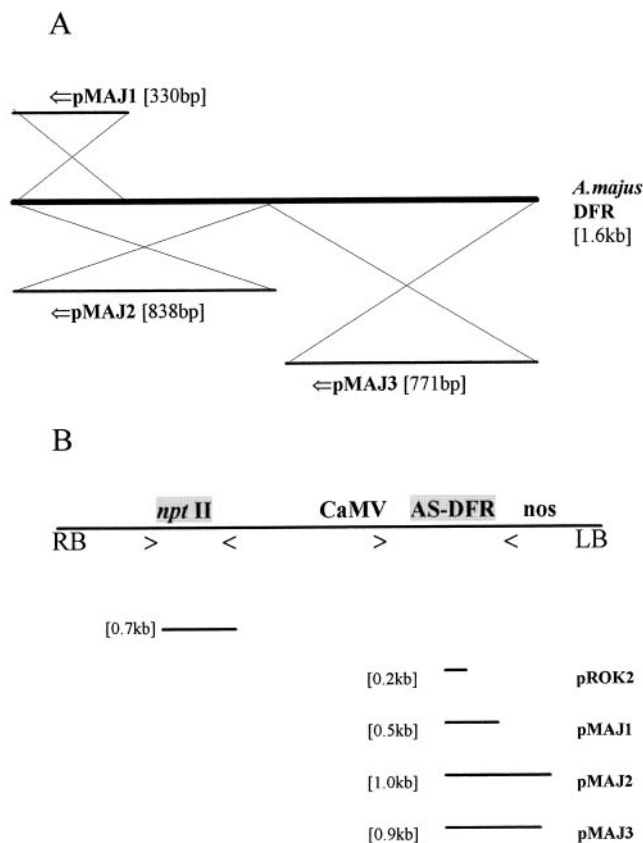 A
⇐pMAJ1 [330bp]
A.majus
DFR
[1.6kb]
⇐pMAJ2 [838bp]
⇐pMAJ3 [771bp]
B
npt II CaMV AS-DFR nos
RB > < > < LB
[0.7kb]
[0.2kb] pROK2
[0.5kb] pMAJ1
[1.0kb] pMAJ2
[0.9kb] pMAJ3